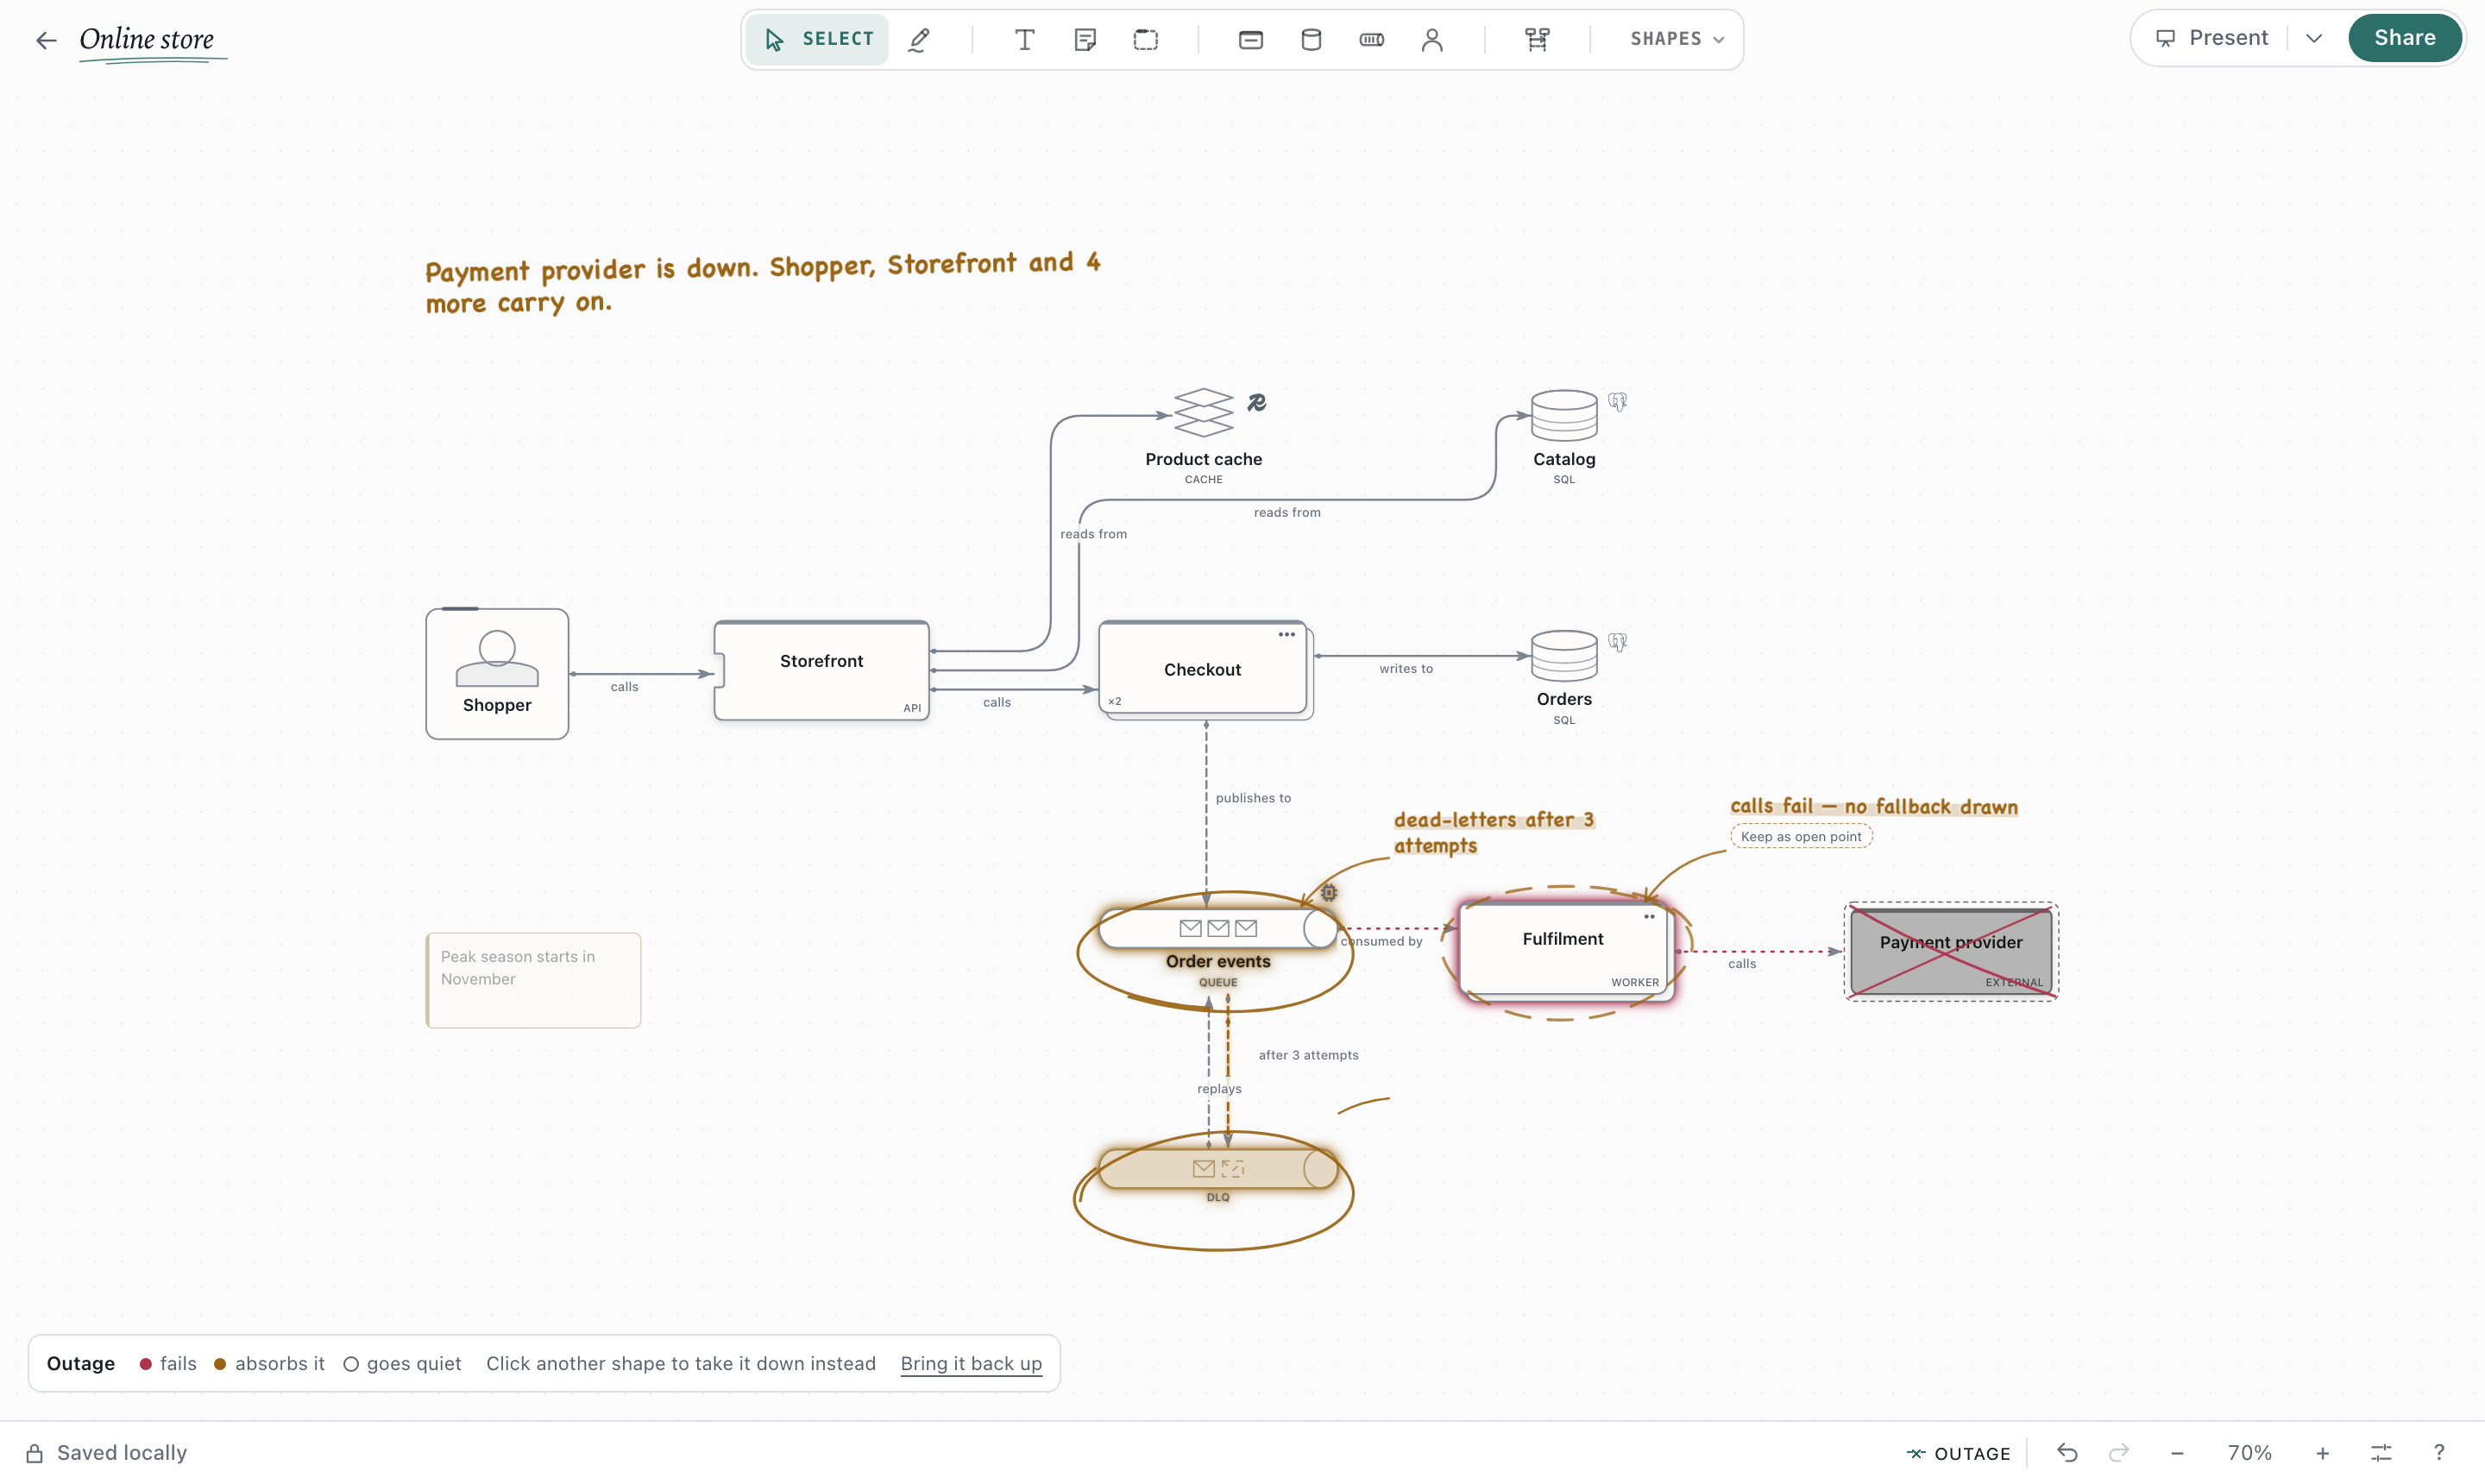 Online store
SELECT
SHAPES
Present
Share
Payment provider is down. Shopper, Storefront and 4
more carry on.
Product cache
CACHE
Catalog
SQL
reads from
reads from
Shopper
calls
Storefront
API
calls
Checkout
×2
writes to
Orders
SQL
publishes to
dead-letters after 3
attempts
calls fail — no fallback drawn
Keep as open point
Peak season starts in
November
Order events
QUEUE
consumed by
Fulfilment
WORKER
calls
Payment provider
EXTERNAL
after 3 attempts
replays
DLQ
Outage
fails
absorbs it
goes quiet
Click another shape to take it down instead
Bring it back up
Saved locally
OUTAGE
70%
?